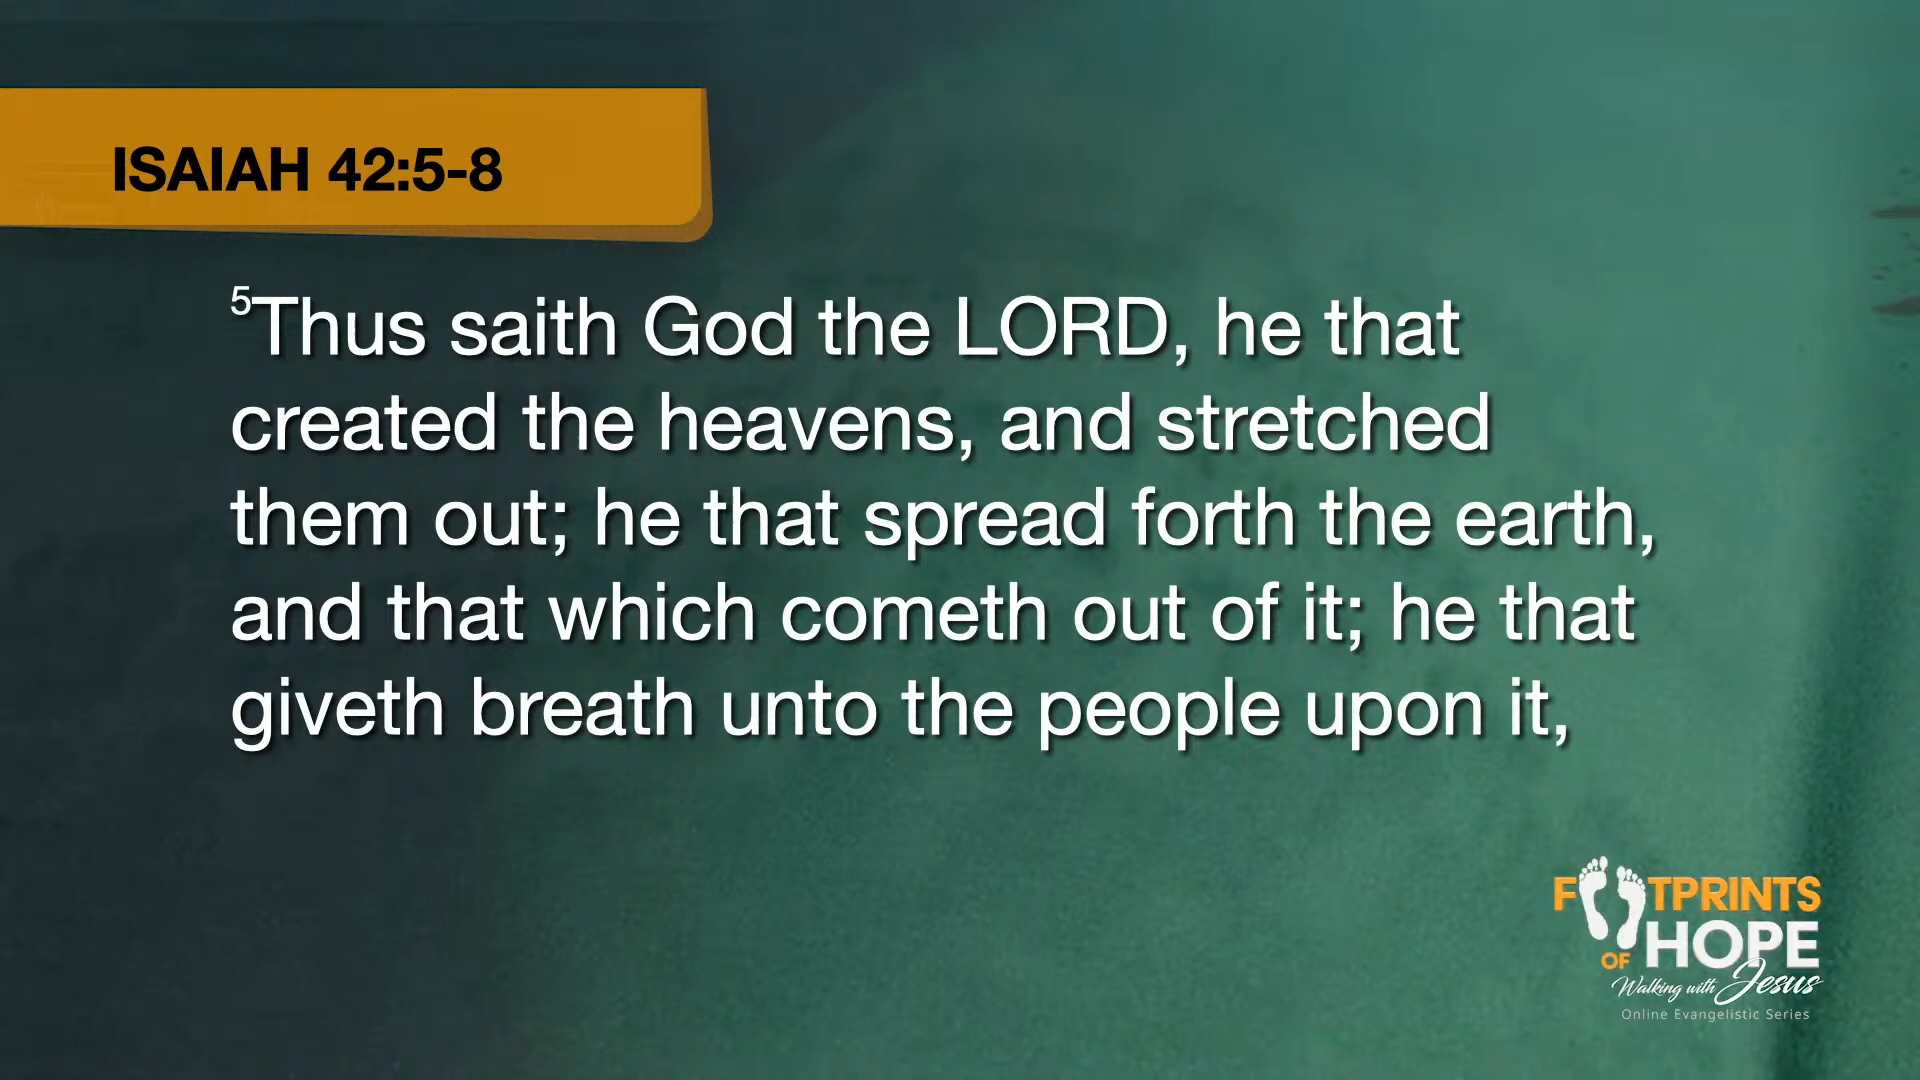 ISAIAH 42:5-8
⁵Thus saith God the LORD, he that
created the heavens, and stretched
them out; he that spread forth the earth,
and that which cometh out of it; he that
giveth breath unto the people upon it,
FOOTPRINTS
OF HOPE
Walking with Jesus
Online Evangelistic Series